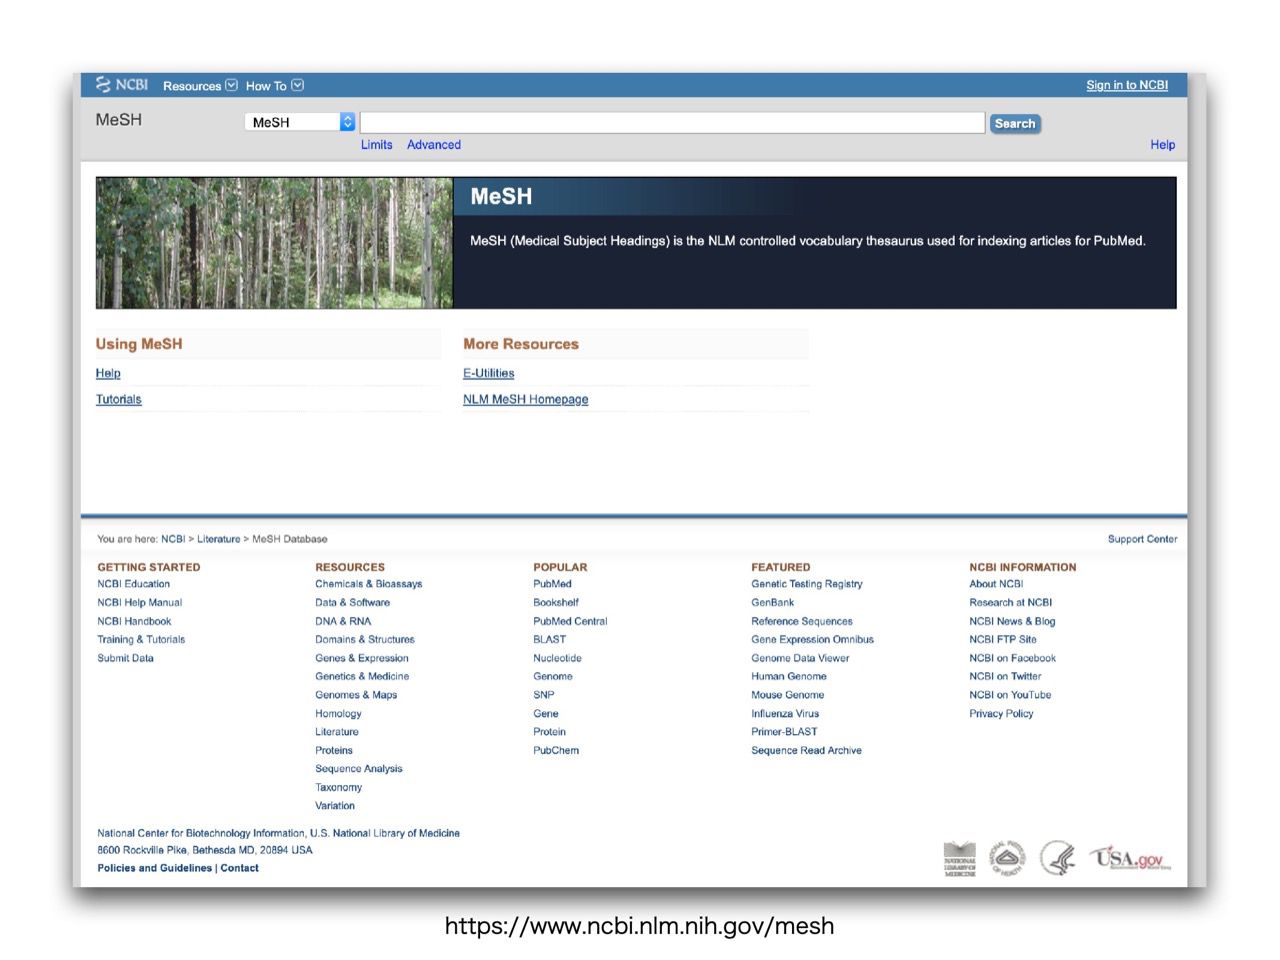 NCBI Resources How To Sign in to NCBI
MeSH MeSH Search
Limits Advanced Help
MeSH
MeSH (Medical Subject Headings) is the NLM controlled vocabulary thesaurus used for indexing articles for PubMed.
Using MeSH
Help
Tutorials
More Resources
E-Utilities
NLM MeSH Homepage
You are here: NCBI > Literature > MeSH Database Support Center
GETTING STARTED
NCBI Education
NCBI Help Manual
NCBI Handbook
Training & Tutorials
Submit Data
RESOURCES
Chemicals & Bioassays
Data & Software
DNA & RNA
Domains & Structures
Genes & Expression
Genetics & Medicine
Genomes & Maps
Homology
Literature
Proteins
Sequence Analysis
Taxonomy
Variation
POPULAR
PubMed
Bookshelf
PubMed Central
BLAST
Nucleotide
Genome
SNP
Gene
Protein
PubChem
FEATURED
Genetic Testing Registry
GenBank
Reference Sequences
Gene Expression Omnibus
Genome Data Viewer
Human Genome
Mouse Genome
Influenza Virus
Primer-BLAST
Sequence Read Archive
NCBI INFORMATION
About NCBI
Research at NCBI
NCBI News & Blog
NCBI FTP Site
NCBI on Facebook
NCBI on Twitter
NCBI on YouTube
Privacy Policy
National Center for Biotechnology Information, U.S. National Library of Medicine
8600 Rockville Pike, Bethesda MD, 20894 USA
Policies and Guidelines | Contact
NATIONAL
LIBRARY OF
MEDICINE
USA.gov
https://www.ncbi.nlm.nih.gov/mesh